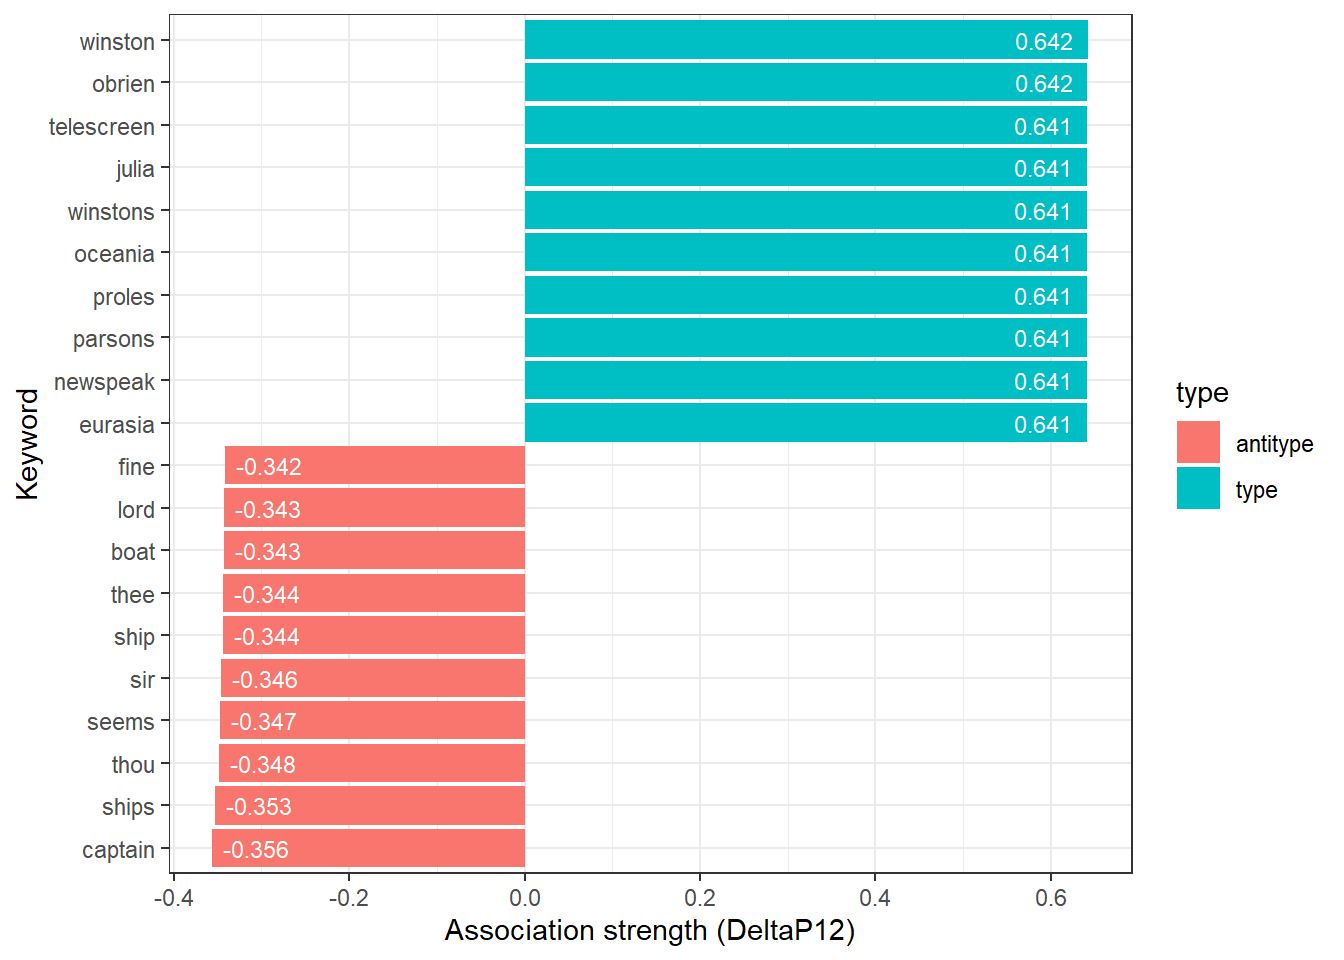 winston 0.642
obrien 0.642
telescreen 0.641
julia 0.641
winstons 0.641
oceania 0.641
proles 0.641
parsons 0.641
newspeak 0.641
eurasia 0.641
fine -0.342
lord -0.343
boat -0.343
thee -0.344
ship -0.344
sir -0.346
seems -0.347
thou -0.348
ships -0.353
captain -0.356
Keyword
-0.4 -0.2 0.0 0.2 0.4 0.6
Association strength (DeltaP12)
type
antitype
type